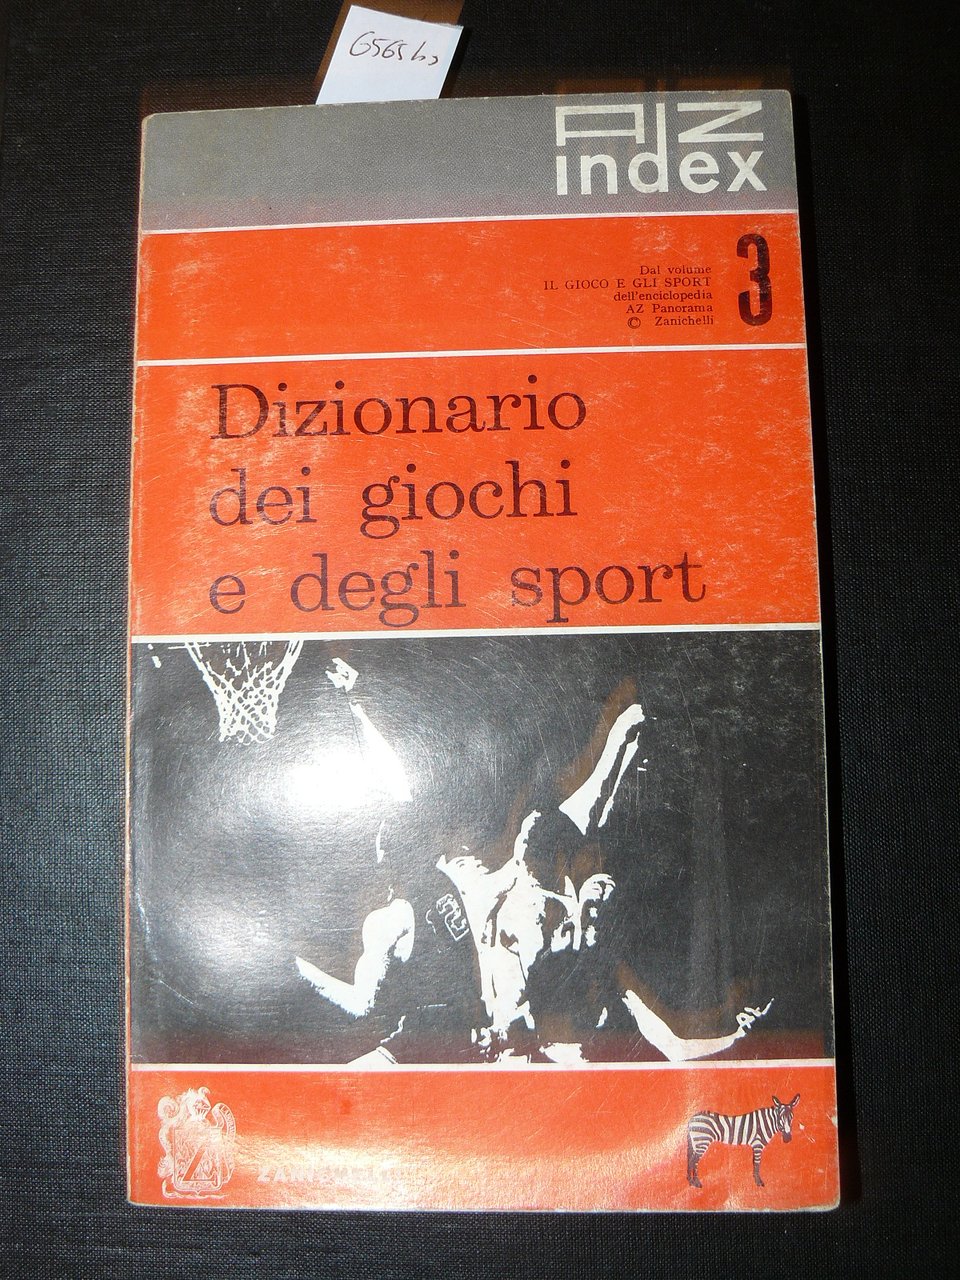 AZ
index
3
Dal volume
IL GIOCO E GLI SPORT
dell'enciclopedia
AZ Panorama
© Zanichelli
Dizionario
dei giochi
e degli sport
ZANICHELLI